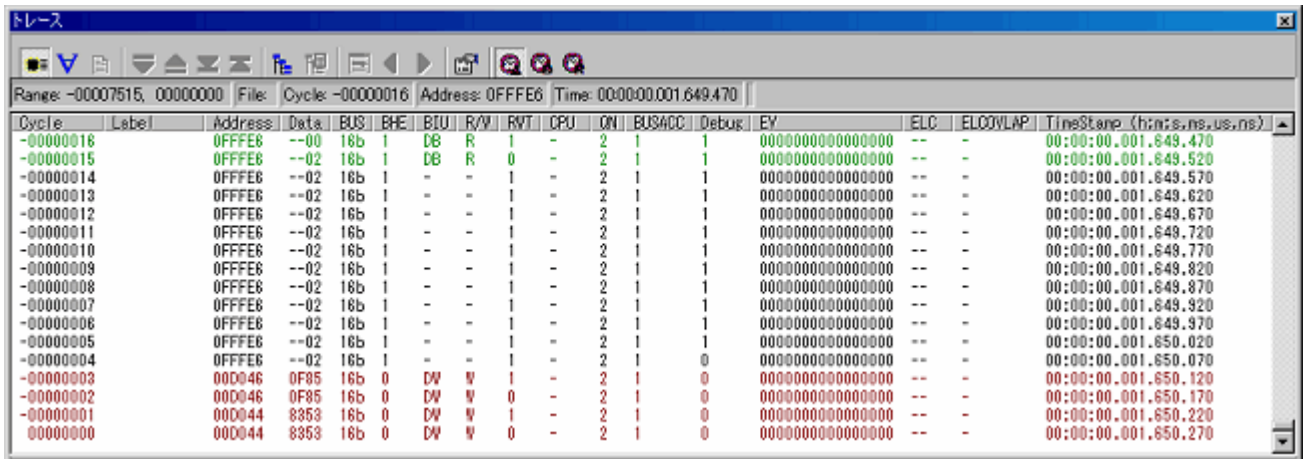 トレース
Range: -00007515, 00000000 File: Cycle: -00000016 Address: 0FFFE6 Time: 00:00:00.001.649.470
Cycle Label Address Data BUS BHE BIU R/W RWT CPU QN BUSACC Debug EV ELC ELCOVLAP TimeStamp (h:m:s.ms.us.ns)
-00000016 0FFFE6 --00 16b 1 DB R 1 - 2 1 1 0000000000000000 -- - 00:00:00.001.649.470
-00000015 0FFFE6 --02 16b 1 DB R 0 - 2 1 1 0000000000000000 -- - 00:00:00.001.649.520
-00000014 0FFFE6 --02 16b 1 - - 1 - 2 1 1 0000000000000000 -- - 00:00:00.001.649.570
-00000013 0FFFE6 --02 16b 1 - - 1 - 2 1 1 0000000000000000 -- - 00:00:00.001.649.620
-00000012 0FFFE6 --02 16b 1 - - 1 - 2 1 1 0000000000000000 -- - 00:00:00.001.649.670
-00000011 0FFFE6 --02 16b 1 - - 1 - 2 1 1 0000000000000000 -- - 00:00:00.001.649.720
-00000010 0FFFE6 --02 16b 1 - - 1 - 2 1 1 0000000000000000 -- - 00:00:00.001.649.770
-00000009 0FFFE6 --02 16b 1 - - 1 - 2 1 1 0000000000000000 -- - 00:00:00.001.649.820
-00000008 0FFFE6 --02 16b 1 - - 1 - 2 1 1 0000000000000000 -- - 00:00:00.001.649.870
-00000007 0FFFE6 --02 16b 1 - - 1 - 2 1 1 0000000000000000 -- - 00:00:00.001.649.920
-00000006 0FFFE6 --02 16b 1 - - 1 - 2 1 1 0000000000000000 -- - 00:00:00.001.649.970
-00000005 0FFFE6 --02 16b 1 - - 1 - 2 1 1 0000000000000000 -- - 00:00:00.001.650.020
-00000004 0FFFE6 --02 16b 1 - - 1 - 2 1 0 0000000000000000 -- - 00:00:00.001.650.070
-00000003 00D046 0F85 16b 0 DW W 1 - 2 1 0 0000000000000000 -- - 00:00:00.001.650.120
-00000002 00D046 0F85 16b 0 DW W 0 - 2 1 0 0000000000000000 -- - 00:00:00.001.650.170
-00000001 00D044 8353 16b 0 DW W 1 - 2 1 0 0000000000000000 -- - 00:00:00.001.650.220
00000000 00D044 8353 16b 0 DW W 0 - 2 1 0 0000000000000000 -- - 00:00:00.001.650.270